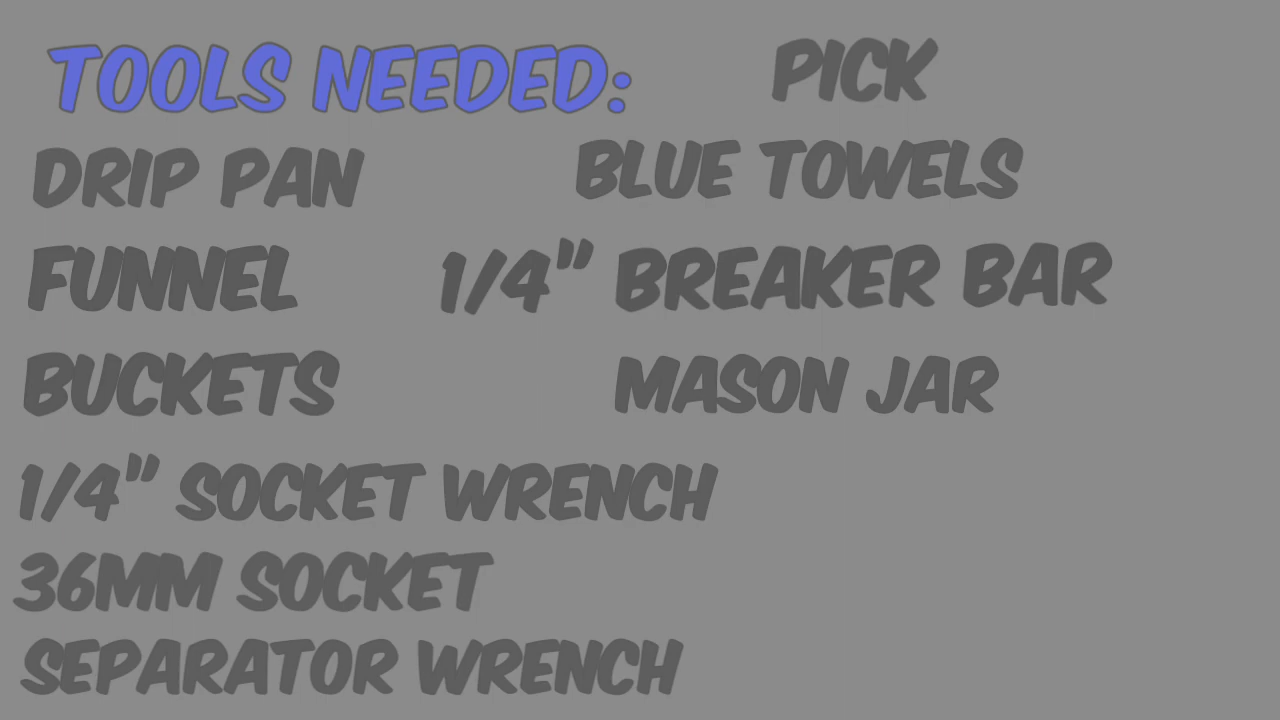 TOOLS NEEDED:
DRIP PAN
FUNNEL
BUCKETS
1/4" SOCKET WRENCH
36MM SOCKET
SEPARATOR WRENCH
PICK
BLUE TOWELS
1/4" BREAKER BAR
MASON JAR